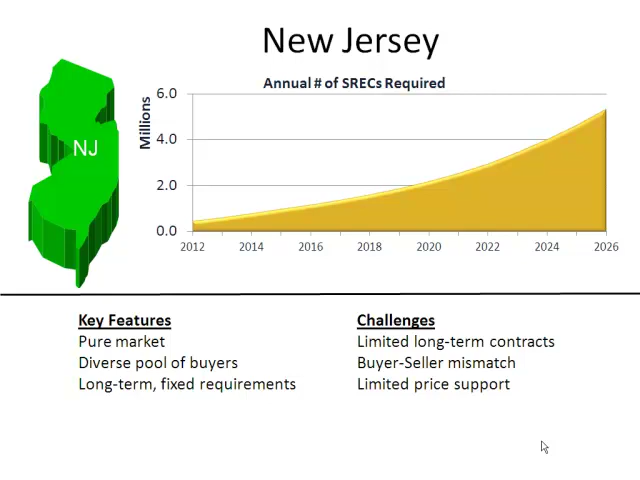 New Jersey
Annual # of SRECs Required
Millions
6.0
4.0
2.0
0.0
2012 2014 2016 2018 2020 2022 2024 2026
NJ
Key Features
Pure market
Diverse pool of buyers
Long-term, fixed requirements
Challenges
Limited long-term contracts
Buyer-Seller mismatch
Limited price support